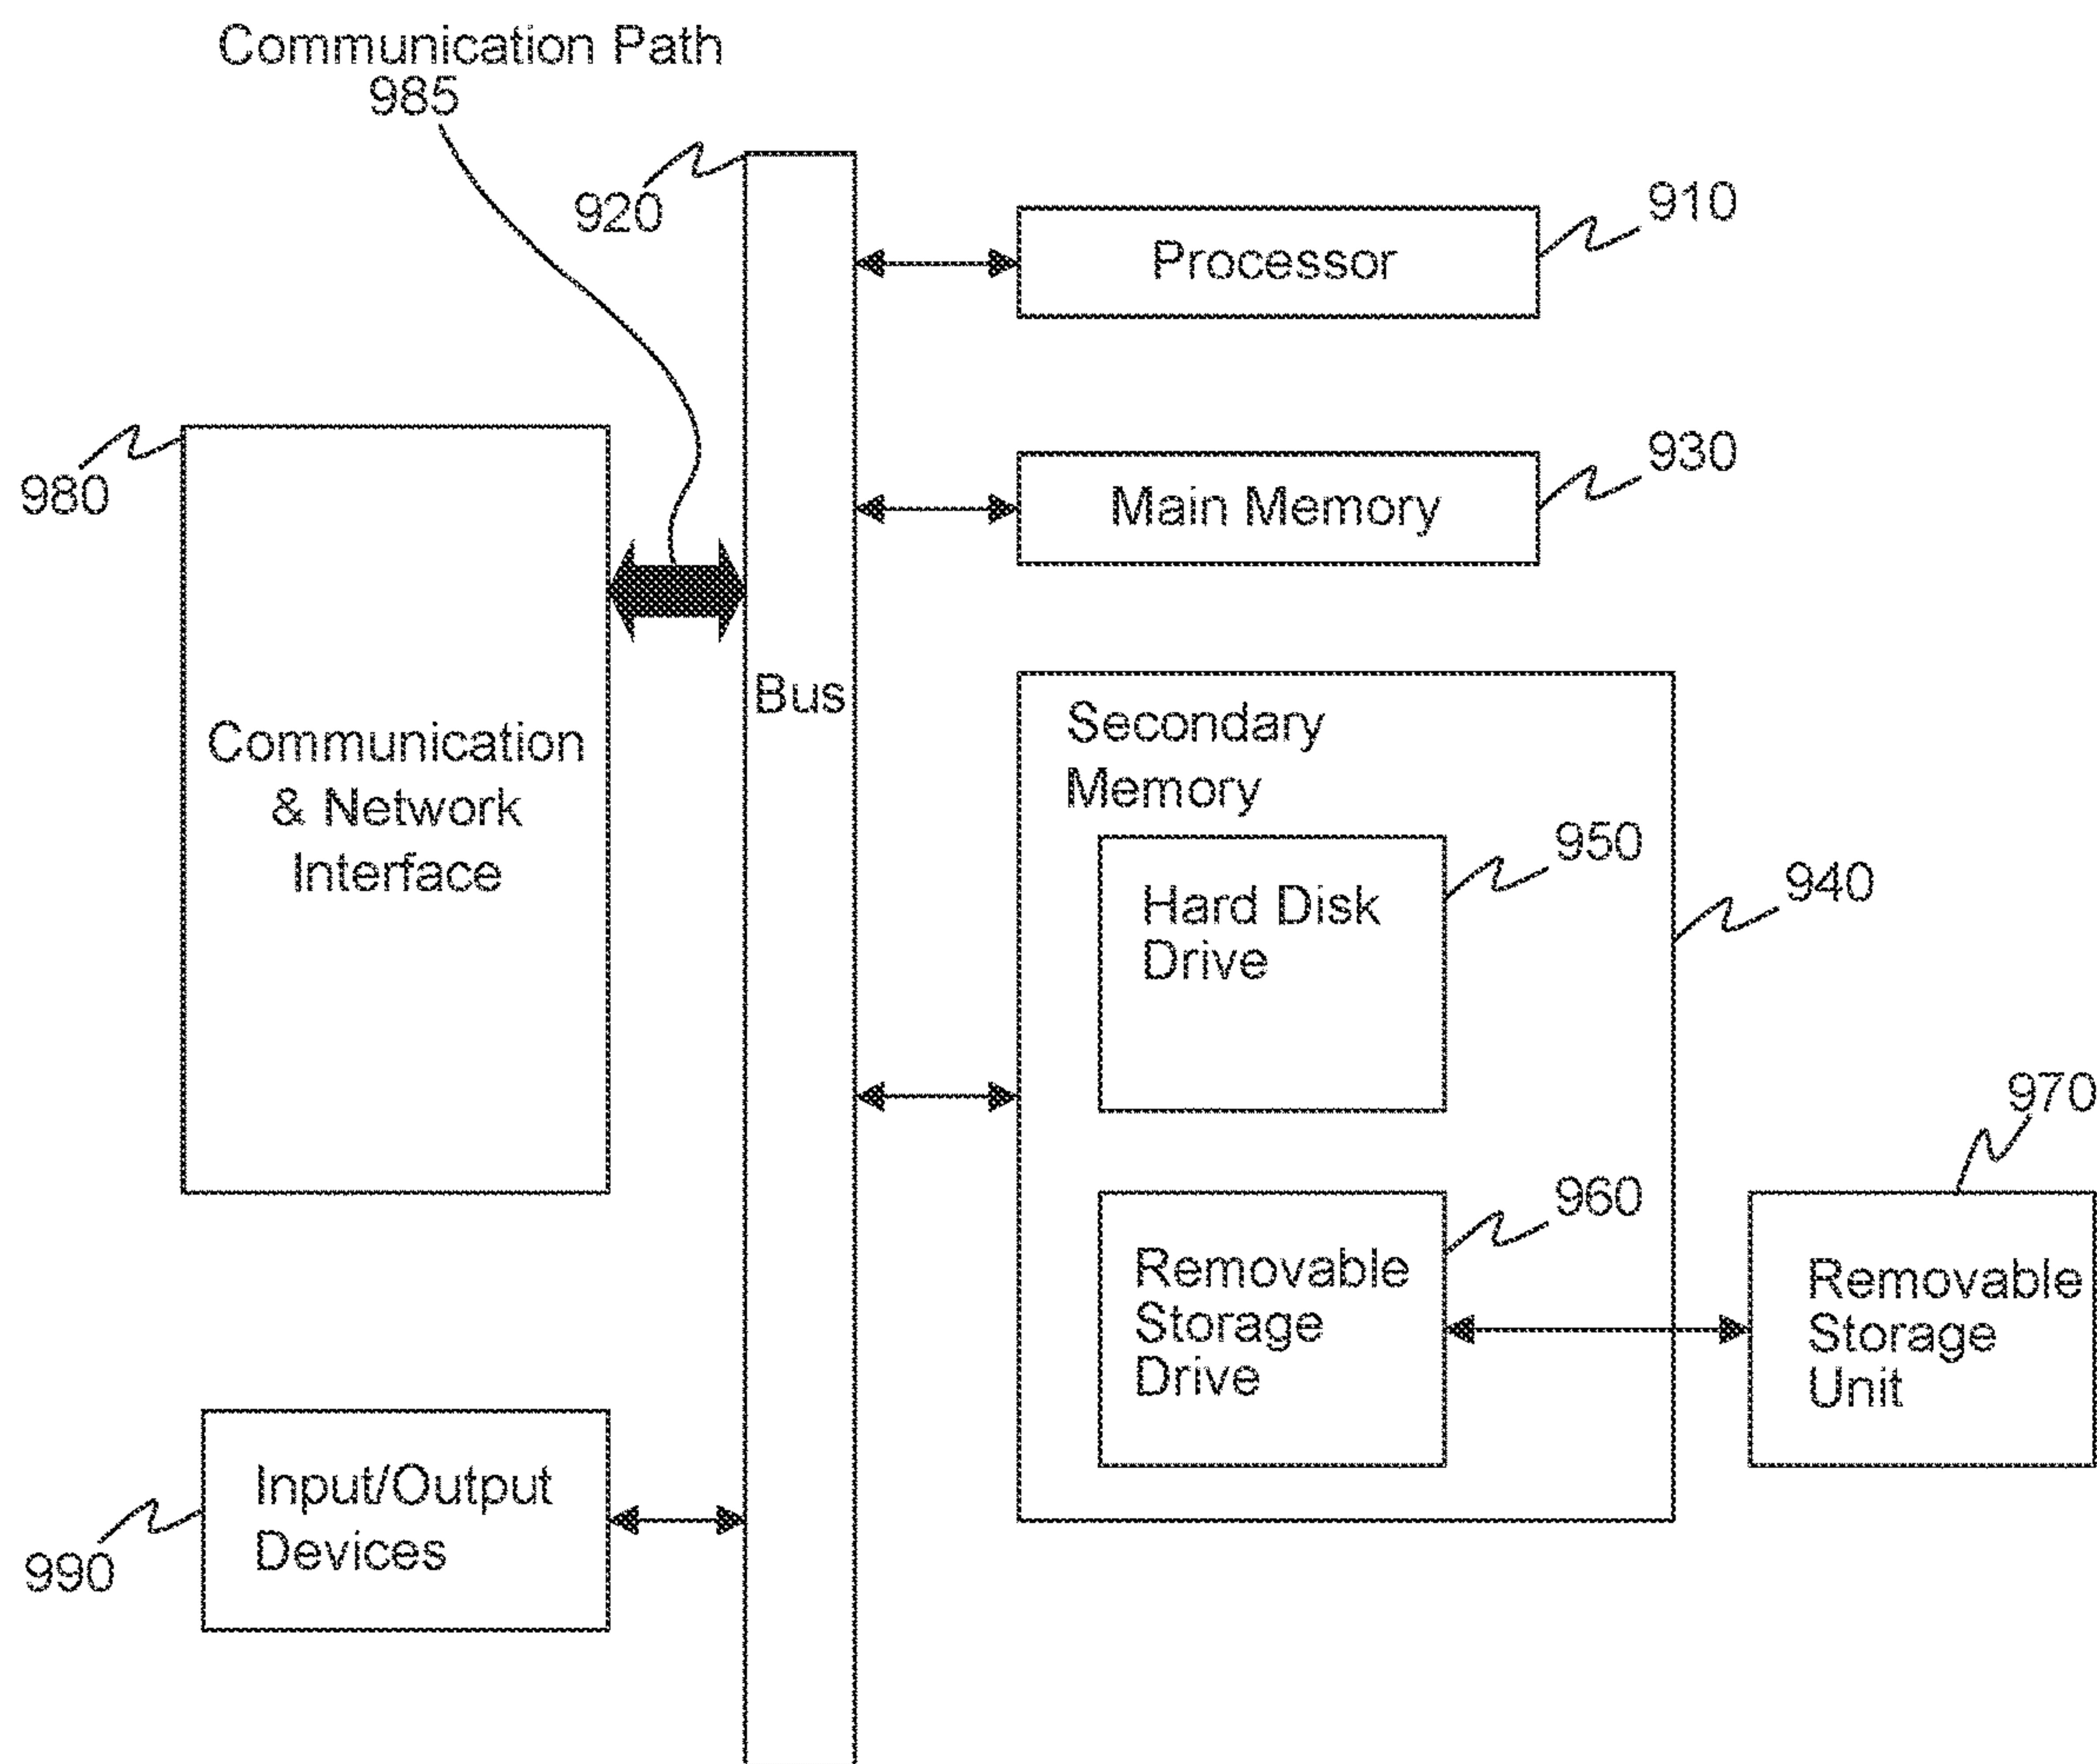 Communication Path
985
920
910
Processor
930
Main Memory
980
Communication
& Network
Interface
Bus
Secondary
Memory
950
Hard Disk
Drive
940
970
960
Removable
Storage
Drive
Removable
Storage
Unit
Input/Output
Devices
990